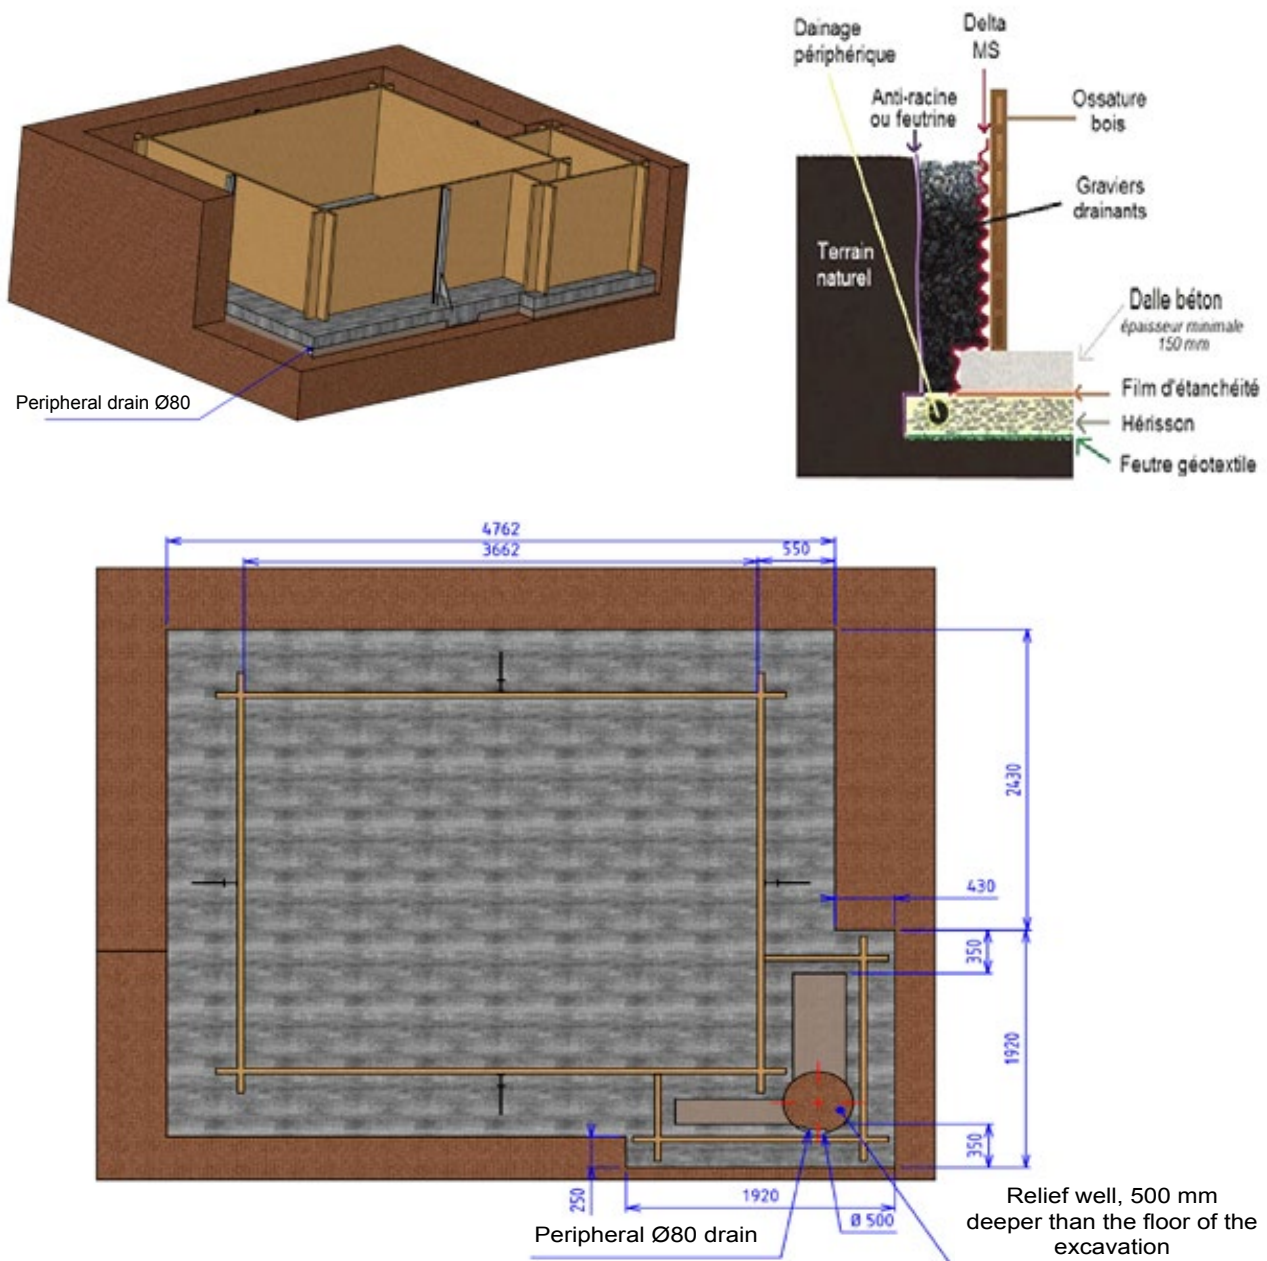 Peripheral drain Ø80
Dainage
périphérique
Delta
MS
Anti-racine
ou feutrine
Ossature
bois
Graviers
drainants
Terrain
naturel
Dalle béton
épaisseur minimale
150 mm
Film d'étanchéité
Hérisson
Feutre géotextile
4762
3662
550
2430
430
350
1920
350
250
1920
Ø 500
Peripheral Ø80 drain
Relief well, 500 mm
deeper than the floor of the
excavation